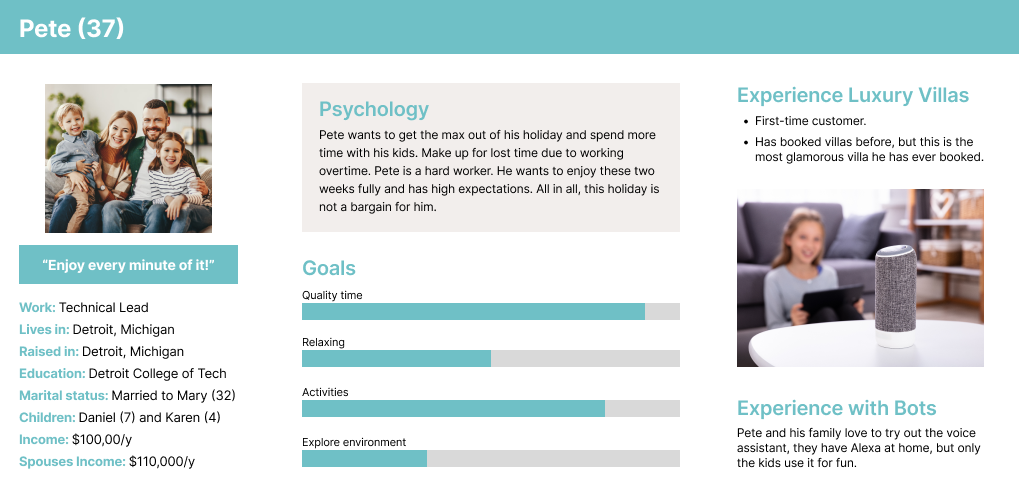 Pete (37)
“Enjoy every minute of it!”
Work: Technical Lead
Lives in: Detroit, Michigan
Raised in: Detroit, Michigan
Education: Detroit College of Tech
Marital status: Married to Mary (32)
Children: Daniel (7) and Karen (4)
Income: $100,00/y
Spouses Income: $110,000/y
Psychology
Pete wants to get the max out of his holiday and spend more
time with his kids. Make up for lost time due to working
overtime. Pete is a hard worker. He wants to enjoy these two
weeks fully and has high expectations. All in all, this holiday is
not a bargain for him.
Goals
Quality time
Relaxing
Activities
Explore environment
Experience Luxury Villas
• First-time customer.
• Has booked villas before, but this is the
most glamorous villa he has ever booked.
Experience with Bots
Pete and his family love to try out the voice
assistant, they have Alexa at home, but only
the kids use it for fun.